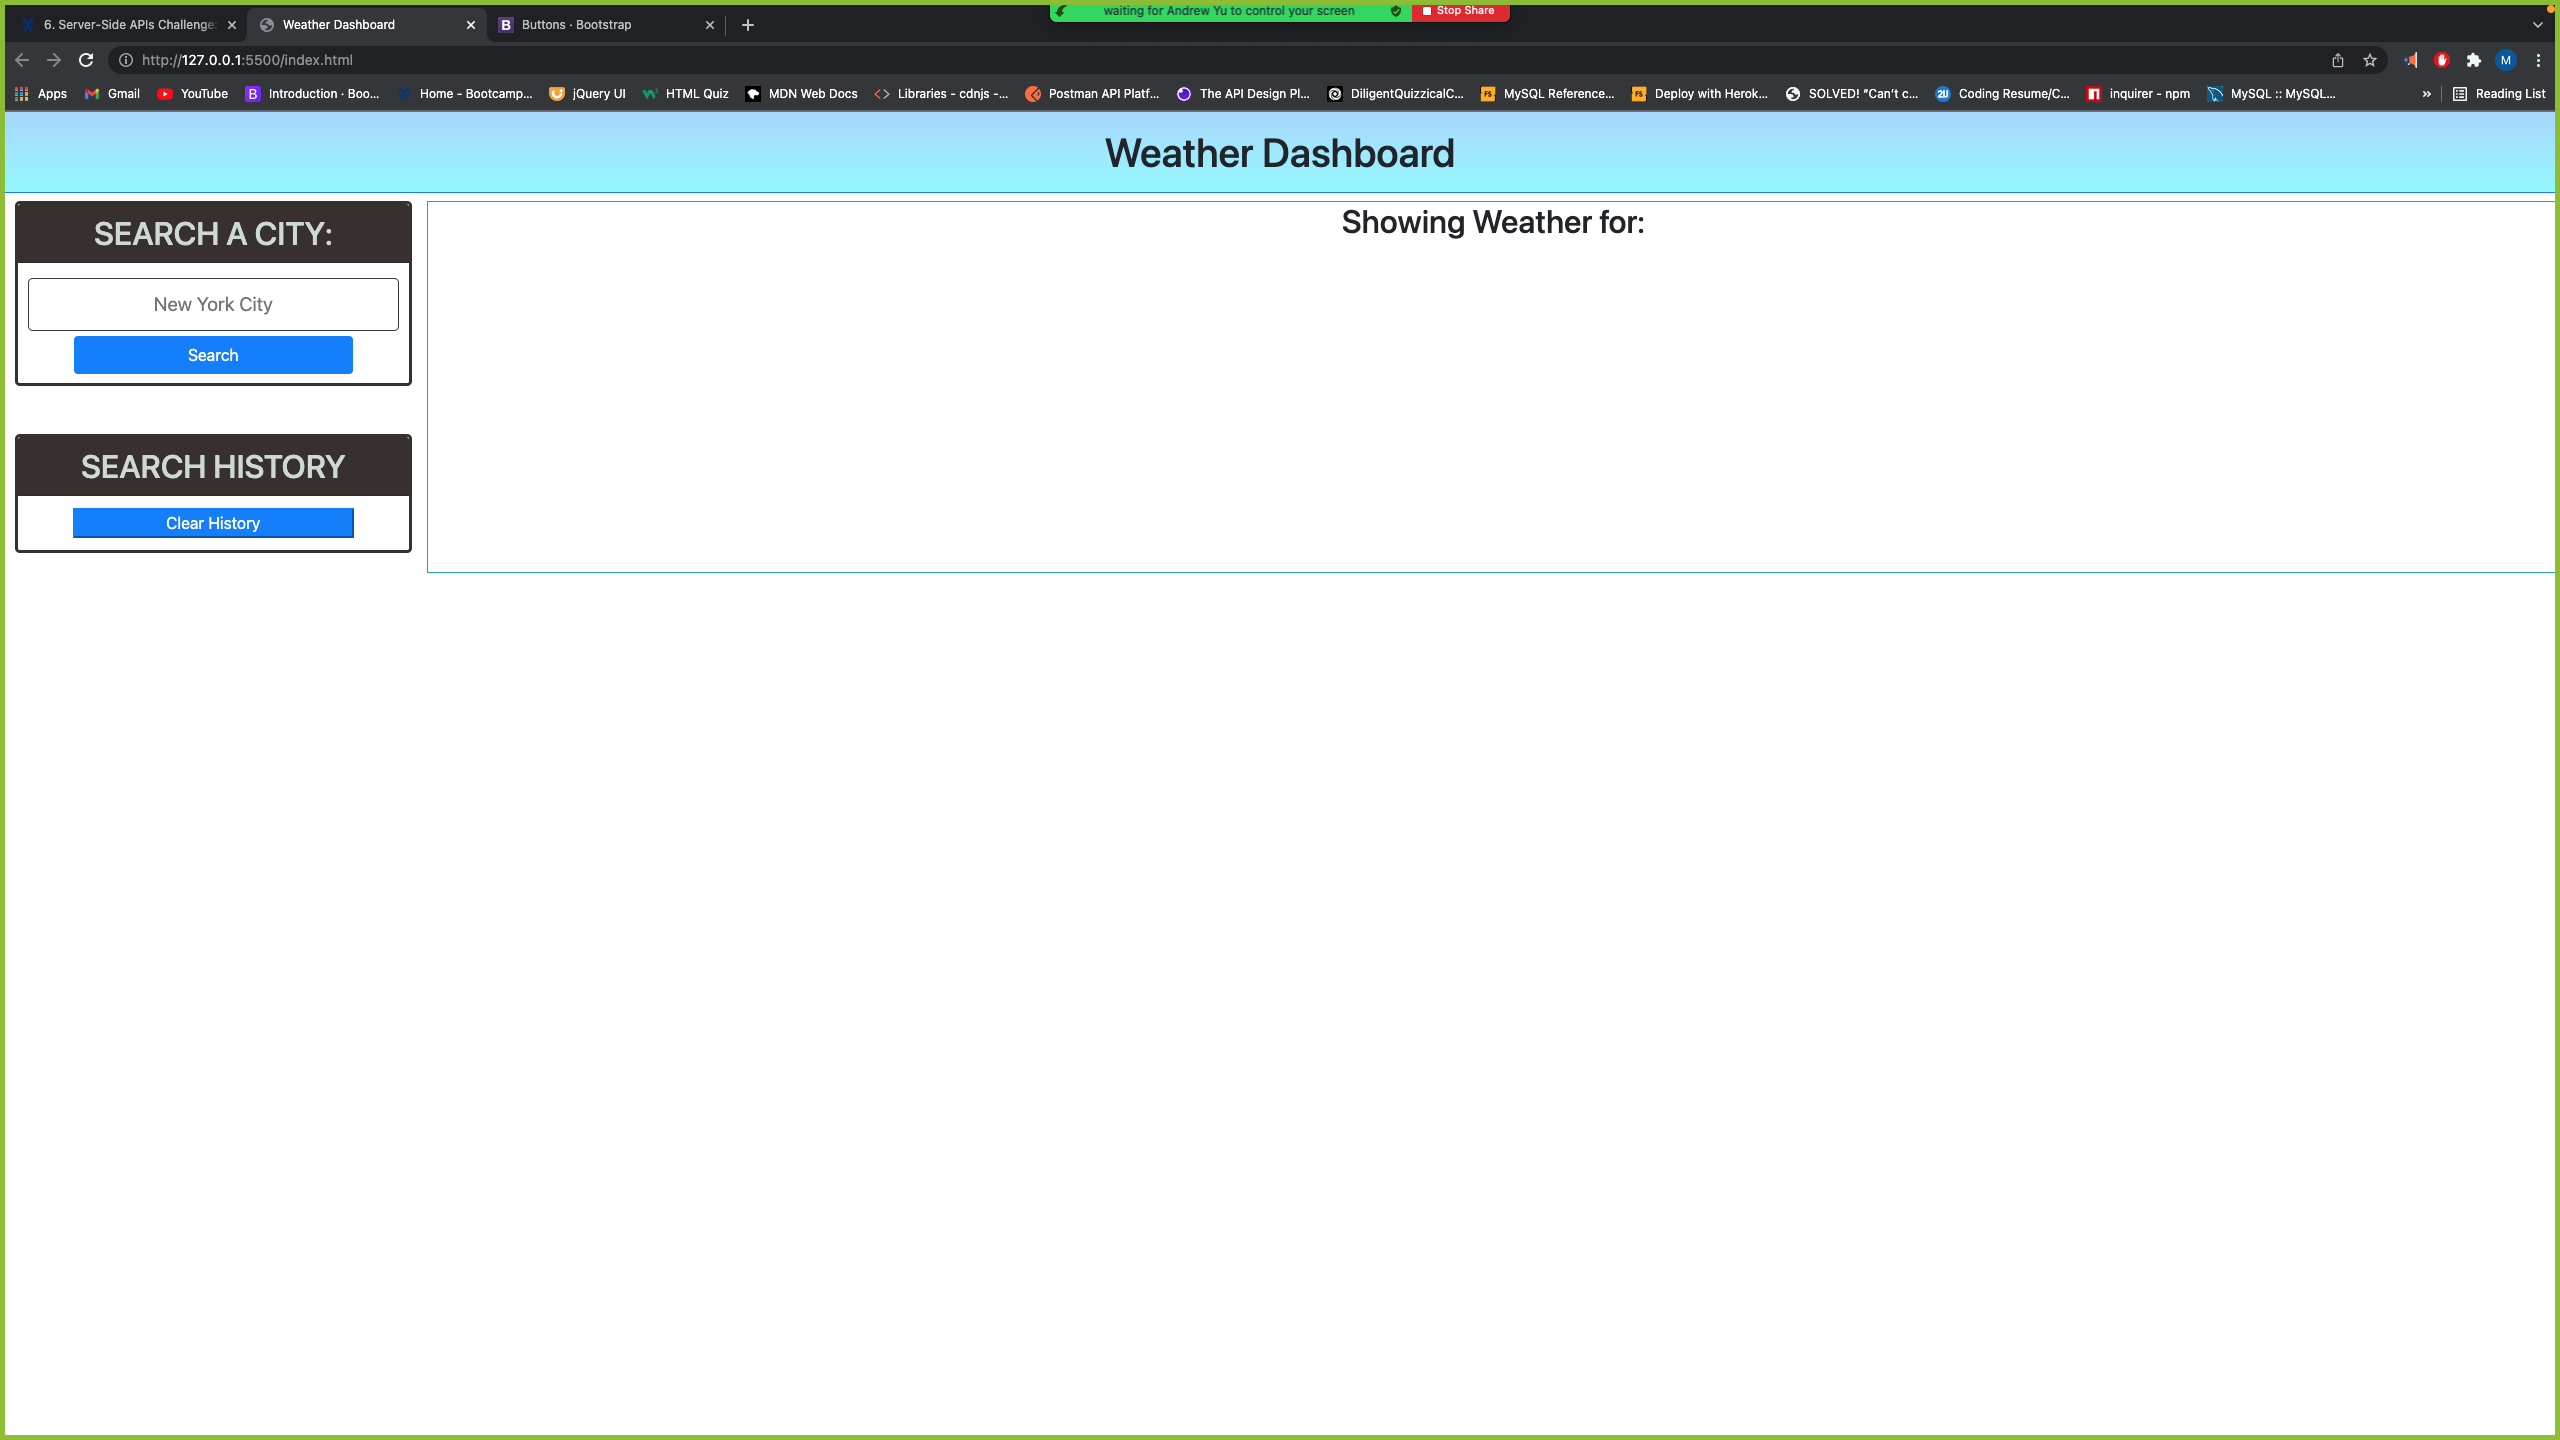 waiting for Andrew Yu to control your screen
Stop Share
6. Server-Side APIs Challenge:
Weather Dashboard
Buttons · Bootstrap
http://127.0.0.1:5500/index.html
M
Apps
Gmail
YouTube
Introduction · Boo...
Home - Bootcamp...
jQuery UI
HTML Quiz
MDN Web Docs
Libraries - cdnjs -...
Postman API Platf...
The API Design Pl...
DiligentQuizzicalC...
MySQL Reference...
Deploy with Herok...
SOLVED! "Can't c...
Coding Resume/C...
inquirer - npm
MySQL :: MySQL...
»
Reading List
Weather Dashboard
SEARCH A CITY:
New York City
Search
SEARCH HISTORY
Clear History
Showing Weather for: